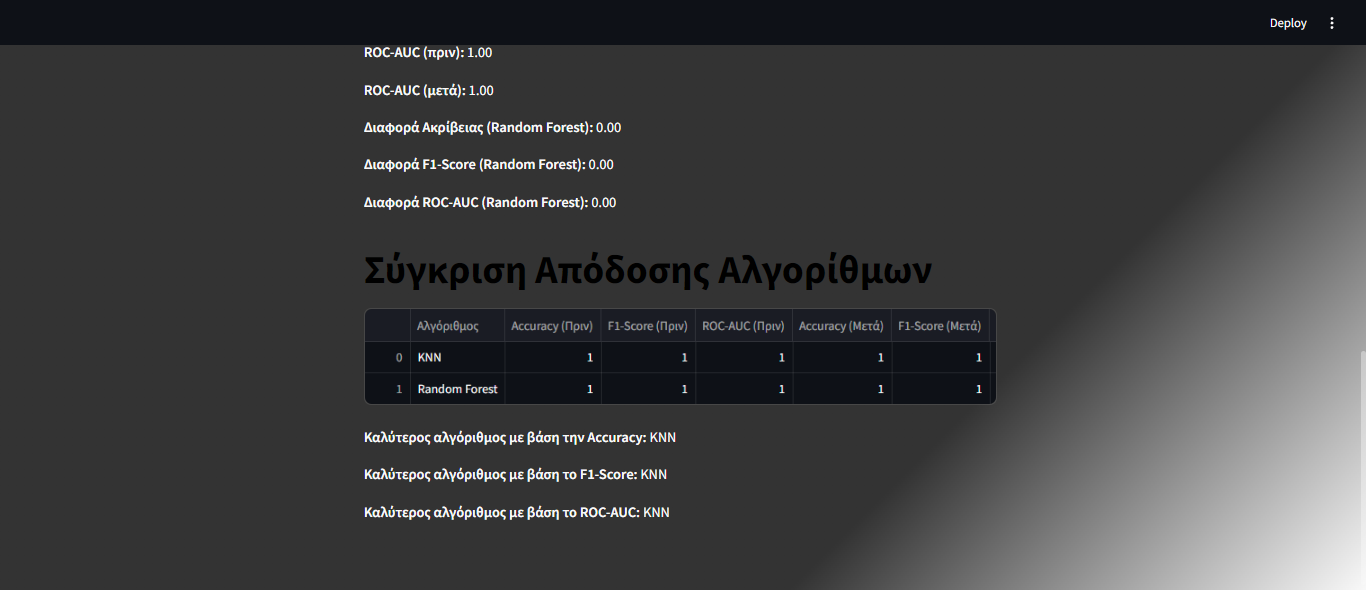 Deploy
ROC-AUC (πριν): 1.00
ROC-AUC (μετά): 1.00
Διαφορά Ακρίβειας (Random Forest): 0.00
Διαφορά F1-Score (Random Forest): 0.00
Διαφορά ROC-AUC (Random Forest): 0.00
Σύγκριση Απόδοσης Αλγορίθμων
Αλγόριθμος Accuracy (Πριν) F1-Score (Πριν) ROC-AUC (Πριν) Accuracy (Μετά) F1-Score (Μετά)
0 KNN 1 1 1 1 1
1 Random Forest 1 1 1 1 1
Καλύτερος αλγόριθμος με βάση την Accuracy: KNN
Καλύτερος αλγόριθμος με βάση το F1-Score: KNN
Καλύτερος αλγόριθμος με βάση το ROC-AUC: KNN